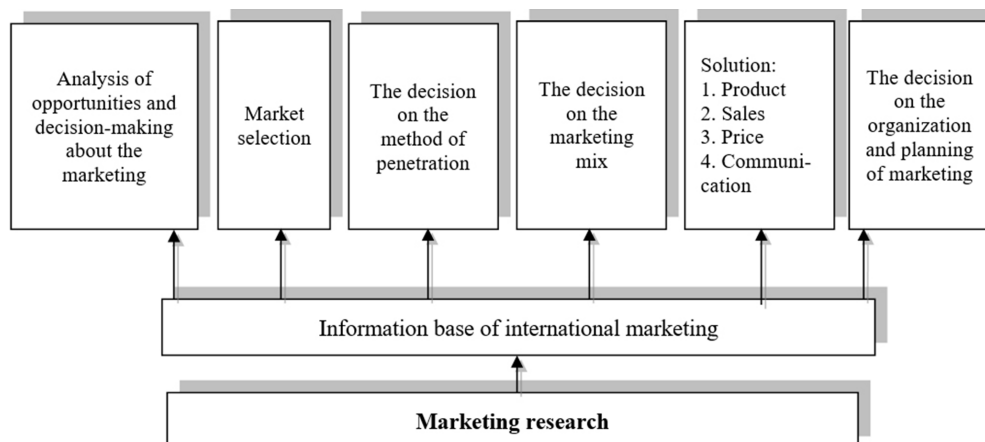 Analysis of
opportunities and
decision-making
about the
marketing
Market
selection
The decision
on the
method of
penetration
The decision
on the
marketing
mix
Solution:
1. Product
2. Sales
3. Price
4. Communi-
cation
The decision
on the
organization
and planning
of marketing
Information base of international marketing
Marketing research